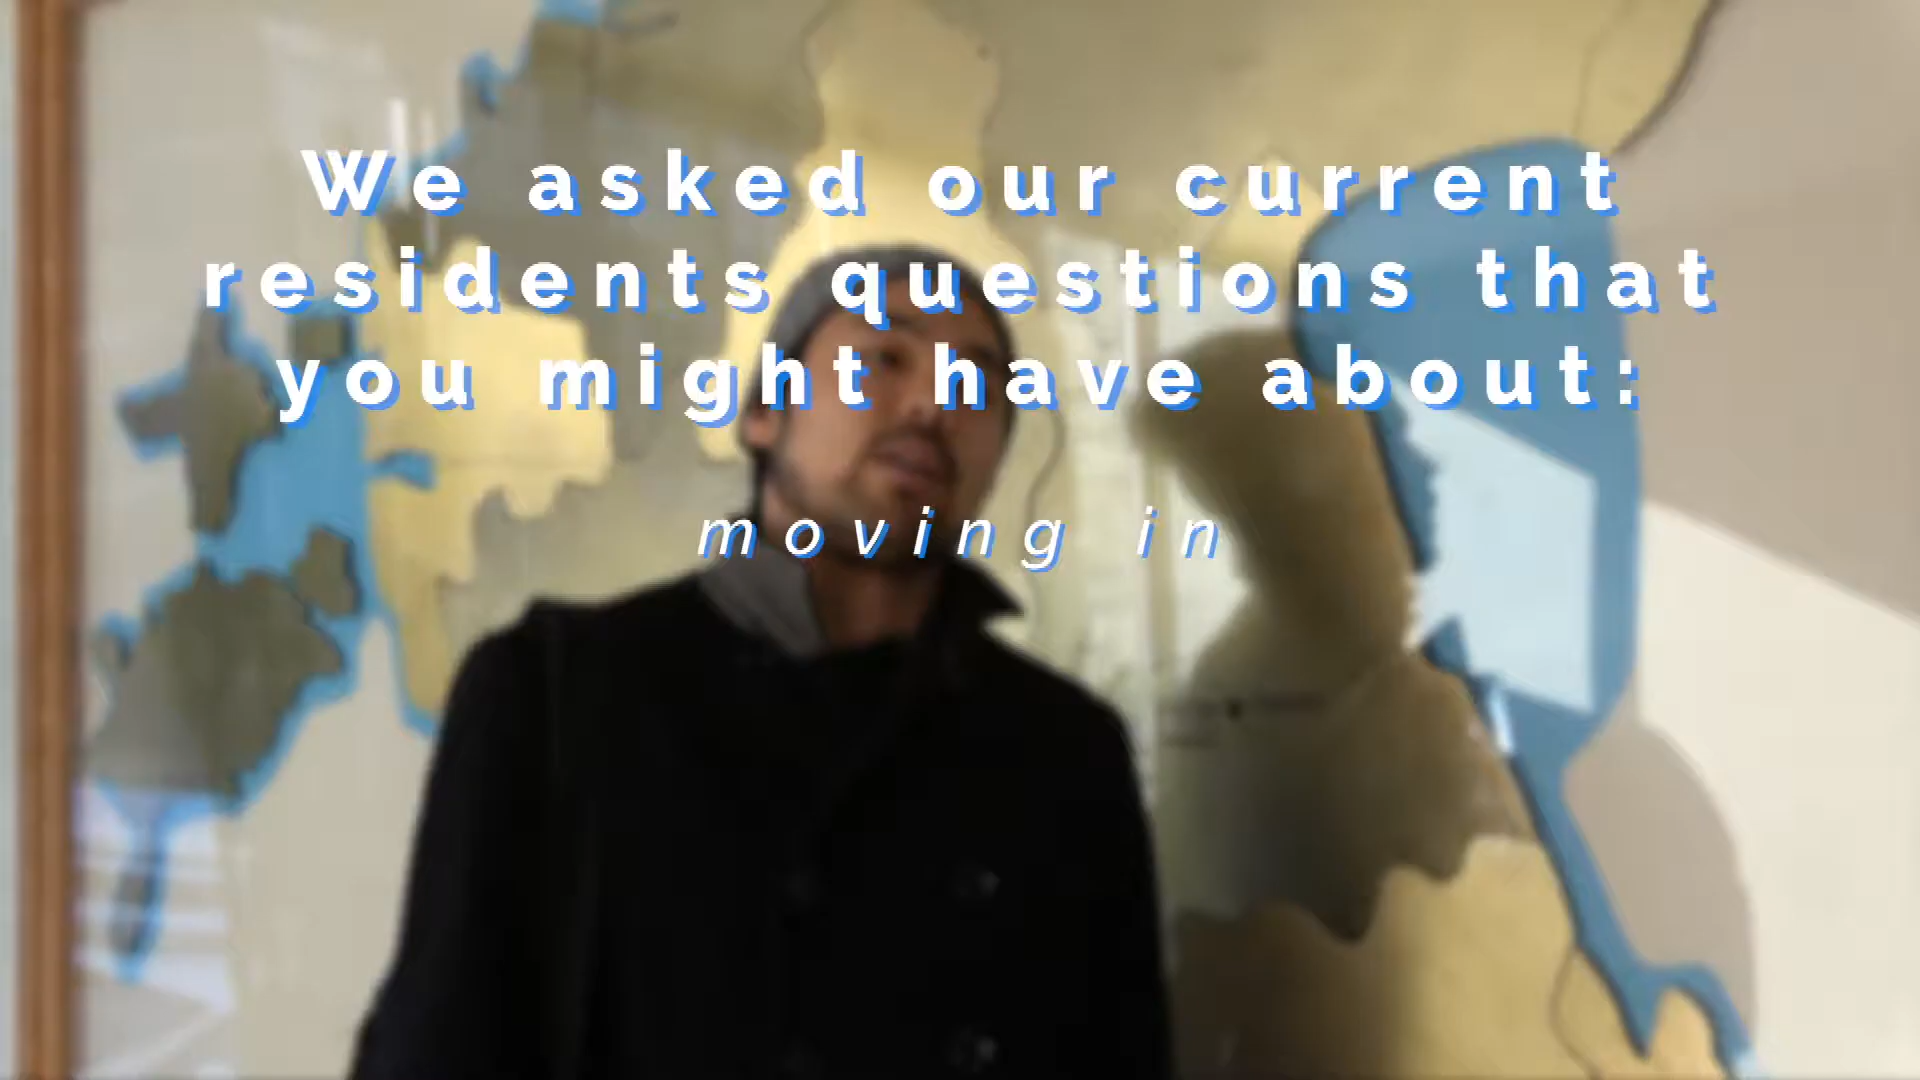 We asked our current
residents questions that
you might have about:
moving in